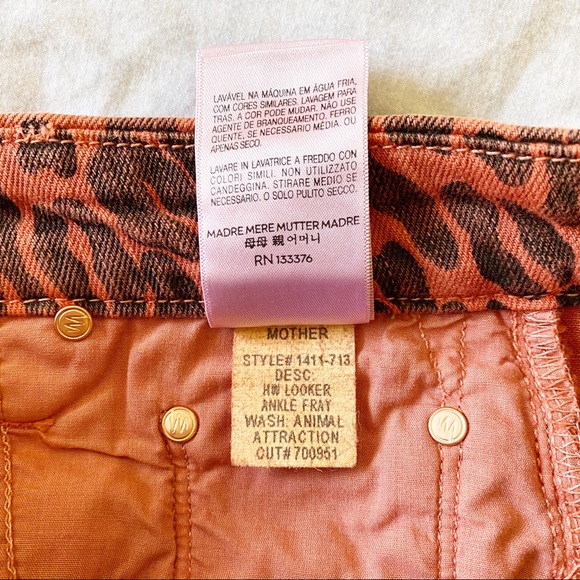 LAVÁVEL NA MÁQUINA EM ÁGUA FRIA,
COM CORES SIMILARES. LAVAGEM PARA
TRAS. A COR PODE MUDAR. NÃO USE
AGENTE DE BRANQUEAMENTO. FERRO
SE NECESSARIO MÉDIA. OU
APENAS SECO.
LAVARE IN LAVATRICE A FREDDO CON
COLORI SIMILI. NON UTILIZZATO
CANDEGGINA. STIRARE MEDIO SE
NECESSARIO. O SOLO PULITO SECCO.
MADRE MERE MUTTER MADRE
母母 親 어머니
RN 133376
MOTHER
STYLE# 1411-713
DESC
HW LOOKER
ANKLE FRAY
WASH: ANIMAL
ATTRACTION
CUT# 700951